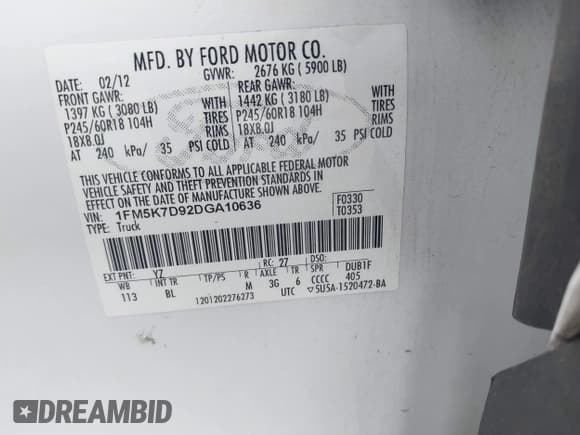 MFD. BY FORD MOTOR CO.
DATE: 02/12 GVWR: 2676 KG ( 5900 LB)
FRONT GAWR: REAR GAWR:
1397 KG ( 3080 LB) WITH 1442 KG ( 3180 LB) WITH
P245/60R18 104H TIRES P245/60R18 104H TIRES
18X8.0J RIMS 18X8.0J RIMS
AT 240 kPa/ 35 PSI COLD AT 240 kPa/ 35 PSI COLD
Ford
THIS VEHICLE CONFORMS TO ALL APPLICABLE FEDERAL MOTOR
VEHICLE SAFETY AND THEFT PREVENTION STANDARDS IN
EFFECT ON THE DATE OF MANUFACTURE SHOWN ABOVE.
VIN: 1FM5K7D92DGA10636 F0330
TYPE: Truck T0353
EXT PNT: YZ RC: 27 DSO:
WB INT TR TP/PS R AXLE TR SPR DUB1F
113 BL M 3G 6 CCCC 405
1201202276273 UTC ▽5U5A-1520472-BA
DREAMBID